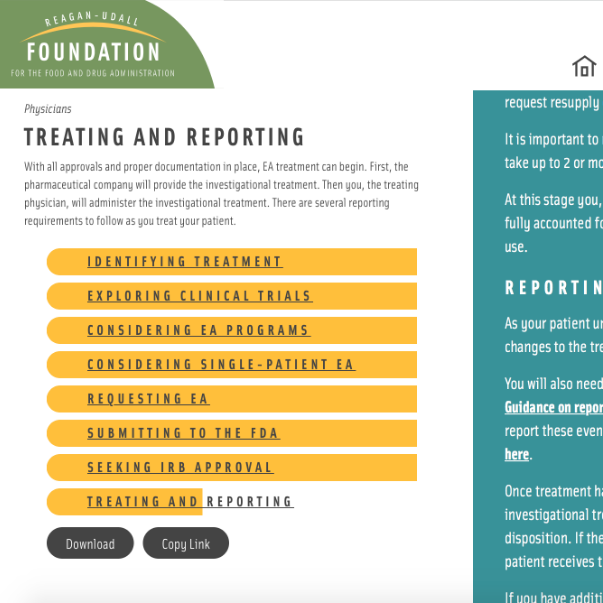 REAGAN-UDALL
FOUNDATION
FOR THE FOOD AND DRUG ADMINISTRATION
Physicians
TREATING AND REPORTING
With all approvals and proper documentation in place, EA treatment can begin. First, the
pharmaceutical company will provide the investigational treatment. Then you, the treating
physician, will administer the investigational treatment. There are several reporting
requirements to follow as you treat your patient.
IDENTIFYING TREATMENT
EXPLORING CLINICAL TRIALS
CONSIDERING EA PROGRAMS
CONSIDERING SINGLE-PATIENT EA
REQUESTING EA
SUBMITTING TO THE FDA
SEEKING IRB APPROVAL
TREATING AND REPORTING
Download Copy Link
request resupply
It is important to
take up to 2 or mo
At this stage you,
fully accounted fo
use.
REPORTIN
As your patient un
changes to the tre
You will also need
Guidance on repor
report these even
here.
Once treatment ha
investigational tre
disposition. If the
patient receives t
If you have additi